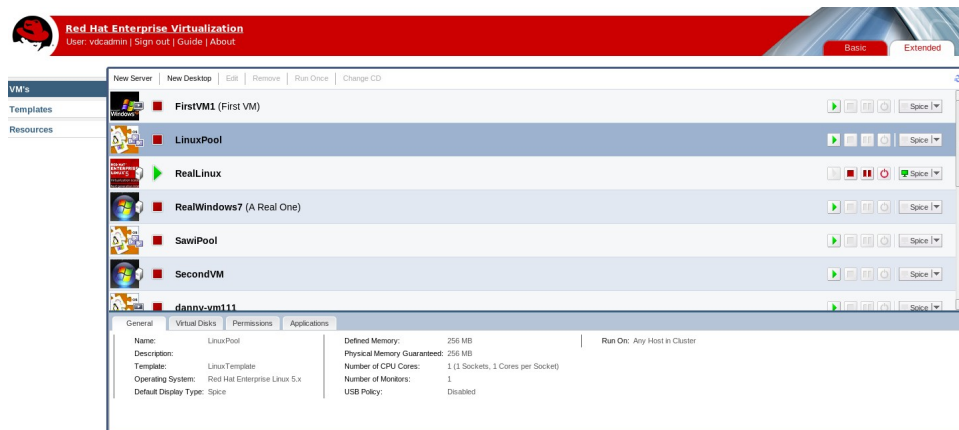 Red Hat Enterprise Virtualization
User: vdcadmin | Sign out | Guide | About
Basic
Extended
VM's
Templates
Resources
New Server | New Desktop | Edit | Remove | Run Once | Change CD
Windows
FirstVM1 (First VM)
Spice
LinuxPool
Spice
RealLinux
Spice
RealWindows7 (A Real One)
Spice
SawiPool
Spice
SecondVM
Spice
danny-vm111
Spice
General
Virtual Disks
Permissions
Applications
Name: LinuxPool
Description:
Template: LinuxTemplate
Operating System: Red Hat Enterprise Linux 5.x
Default Display Type: Spice
Defined Memory: 256 MB
Physical Memory Guaranteed: 256 MB
Number of CPU Cores: 1 (1 Sockets, 1 Cores per Socket)
Number of Monitors: 1
USB Policy: Disabled
Run On: Any Host in Cluster